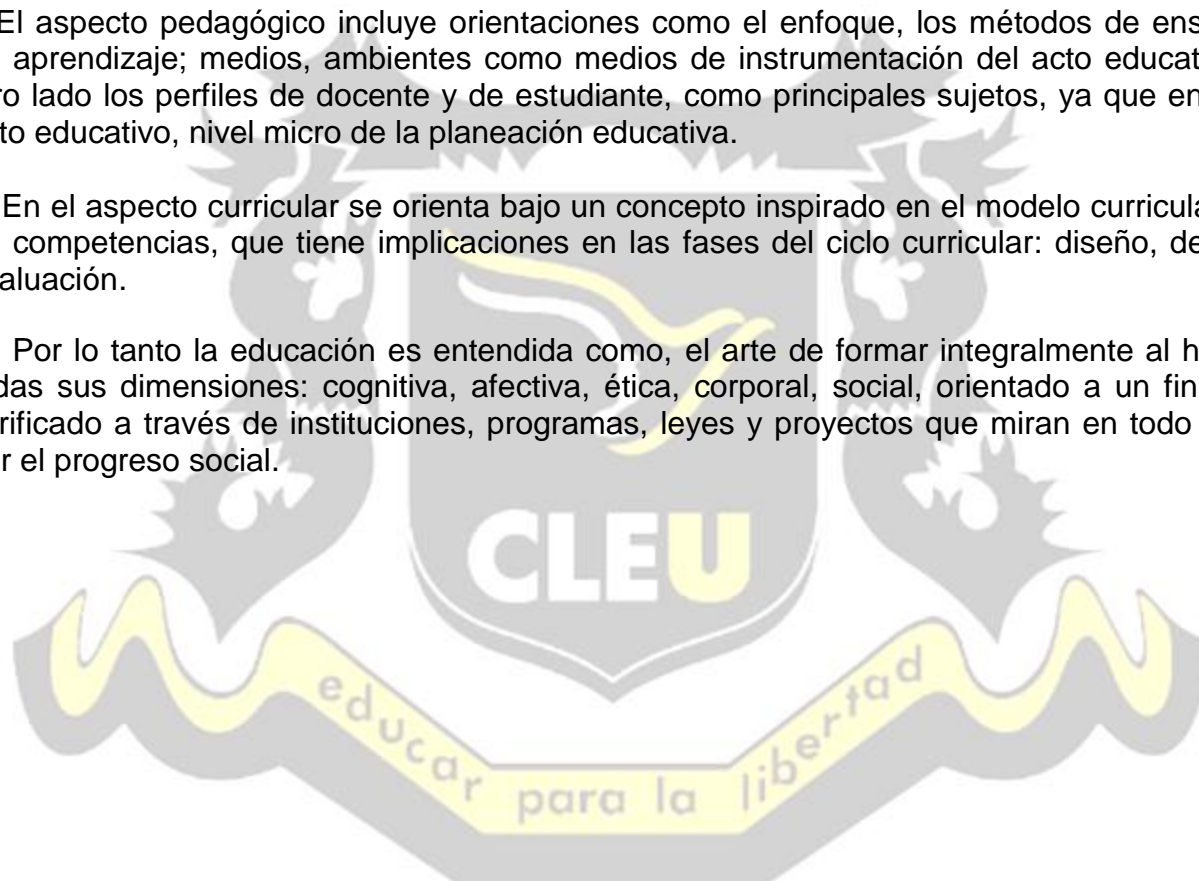 El aspecto pedagógico incluye orientaciones como el enfoque, los métodos de ens
aprendizaje; medios, ambientes como medios de instrumentación del acto educat
ro lado los perfiles de docente y de estudiante, como principales sujetos, ya que en
to educativo, nivel micro de la planeación educativa.
En el aspecto curricular se orienta bajo un concepto inspirado en el modelo curricula
competencias, que tiene implicaciones en las fases del ciclo curricular: diseño, de
aluación.
Por lo tanto la educación es entendida como, el arte de formar integralmente al h
das sus dimensiones: cognitiva, afectiva, ética, corporal, social, orientado a un fin
rificado a través de instituciones, programas, leyes y proyectos que miran en todo
r el progreso social.
CLEU
educar para la libertad